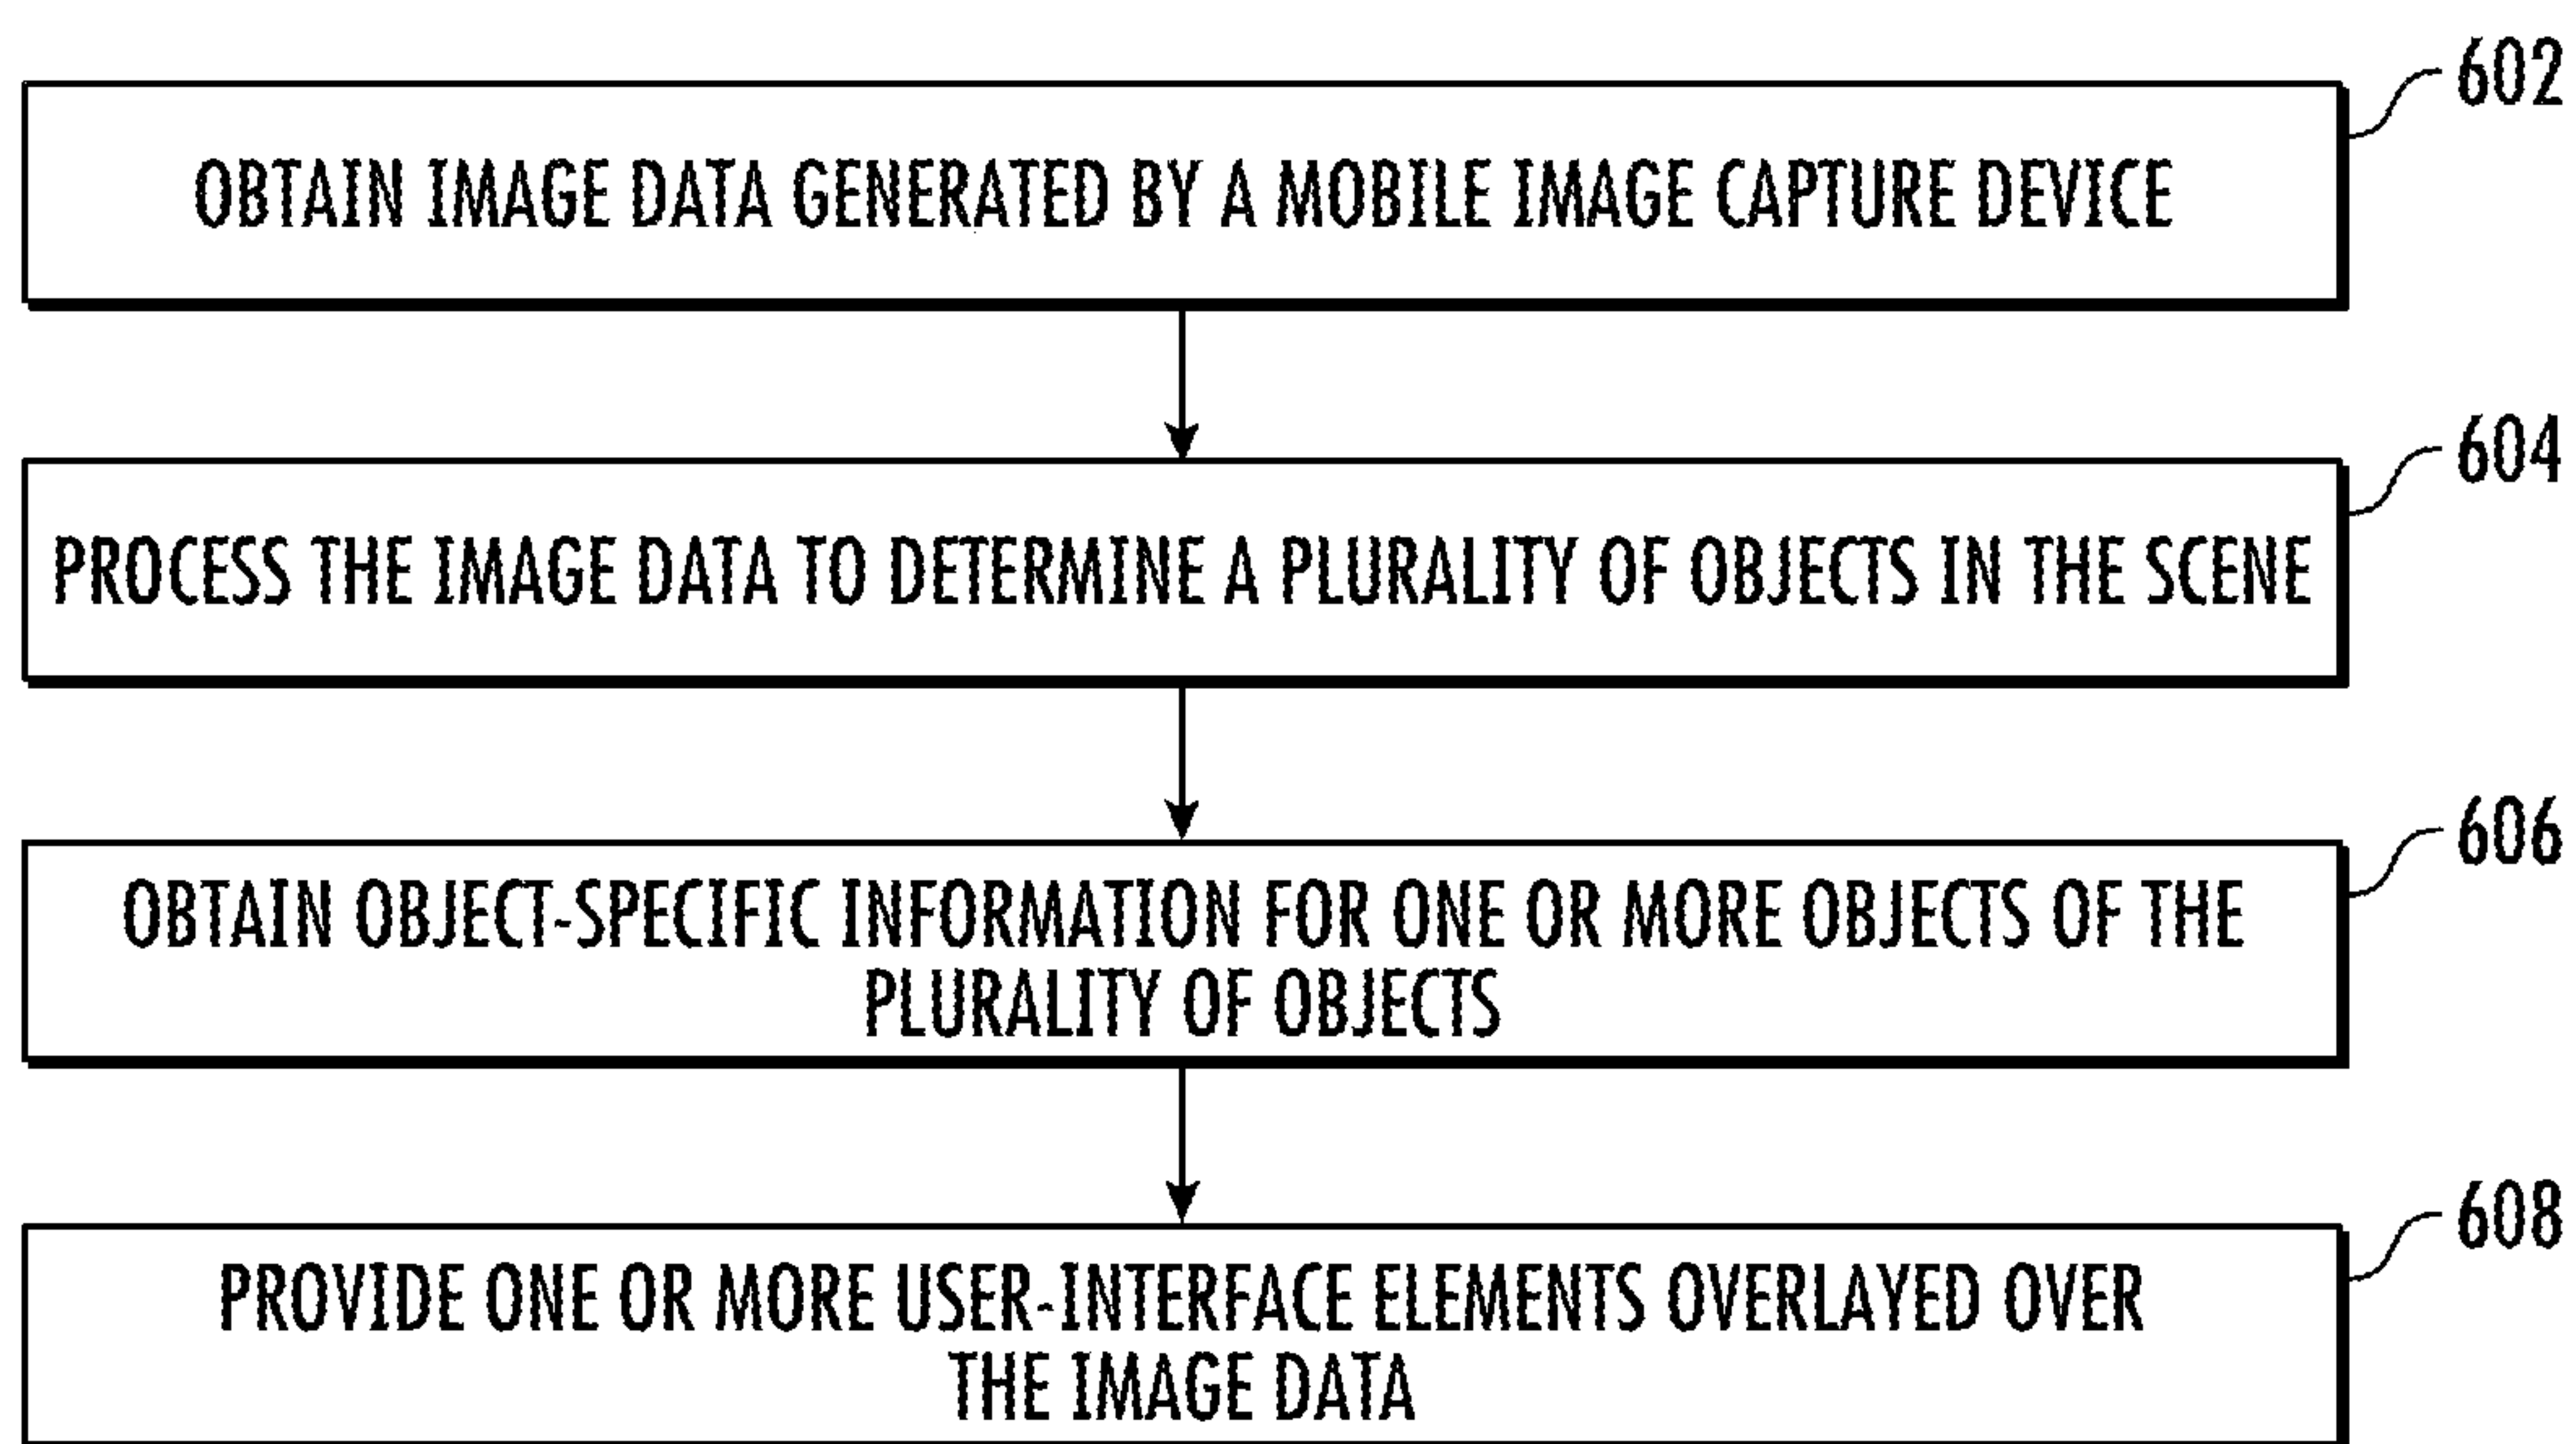 602
OBTAIN IMAGE DATA GENERATED BY A MOBILE IMAGE CAPTURE DEVICE
604
PROCESS THE IMAGE DATA TO DETERMINE A PLURALITY OF OBJECTS IN THE SCENE
606
OBTAIN OBJECT-SPECIFIC INFORMATION FOR ONE OR MORE OBJECTS OF THE
PLURALITY OF OBJECTS
608
PROVIDE ONE OR MORE USER-INTERFACE ELEMENTS OVERLAYED OVER
THE IMAGE DATA